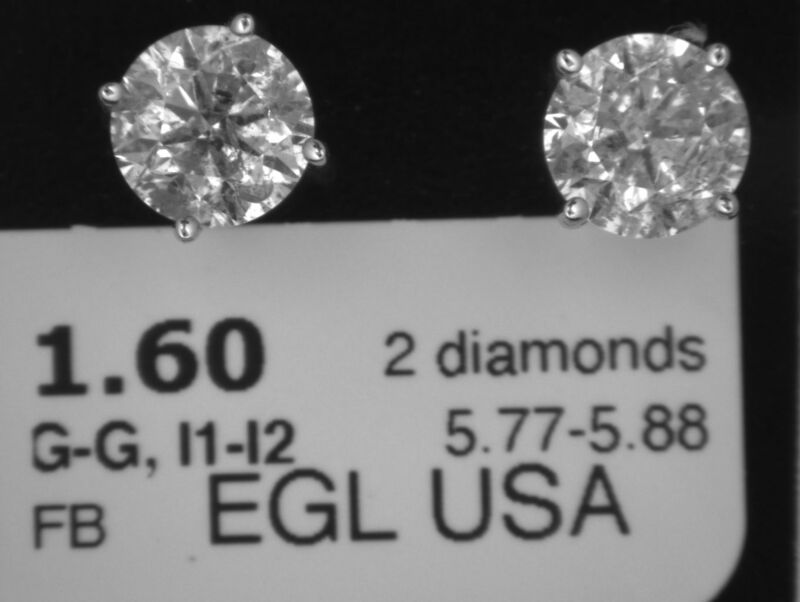 1.60 2 diamonds
G-G, I1-I2 5.77-5.88
FB EGL USA